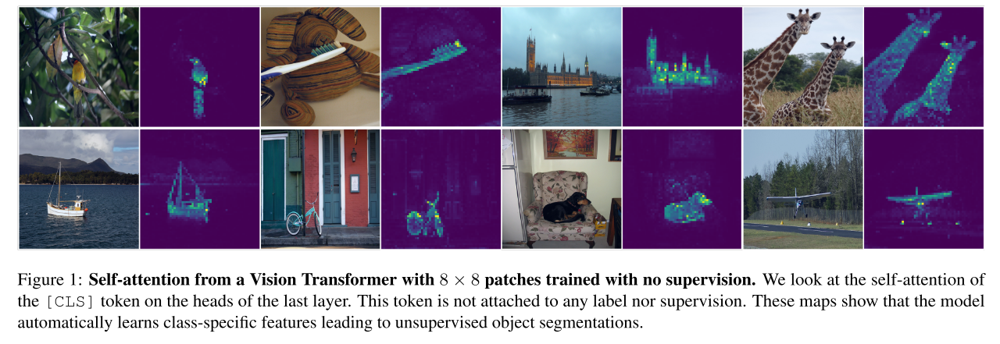 Figure 1: Self-attention from a Vision Transformer with 8 × 8 patches trained with no supervision. We look at the self-attention of
the [CLS] token on the heads of the last layer. This token is not attached to any label nor supervision. These maps show that the model
automatically learns class-specific features leading to unsupervised object segmentations.